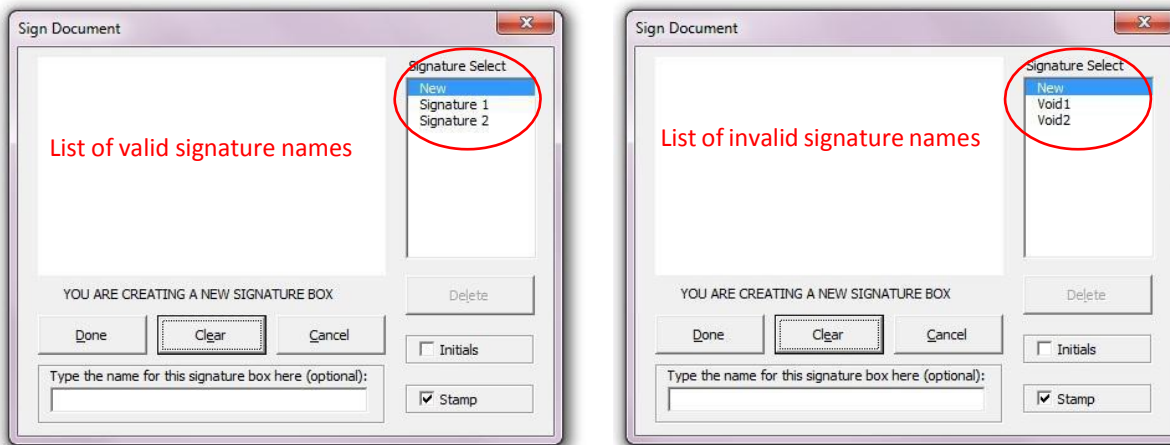 Sign Document
Signature Select
New
Signature 1
Signature 2
List of valid signature names
YOU ARE CREATING A NEW SIGNATURE BOX
Delete
Done
Clear
Cancel
Initials
Type the name for this signature box here (optional):
Stamp
Sign Document
Signature Select
New
Void1
Void2
List of invalid signature names
YOU ARE CREATING A NEW SIGNATURE BOX
Delete
Done
Clear
Cancel
Initials
Type the name for this signature box here (optional):
Stamp